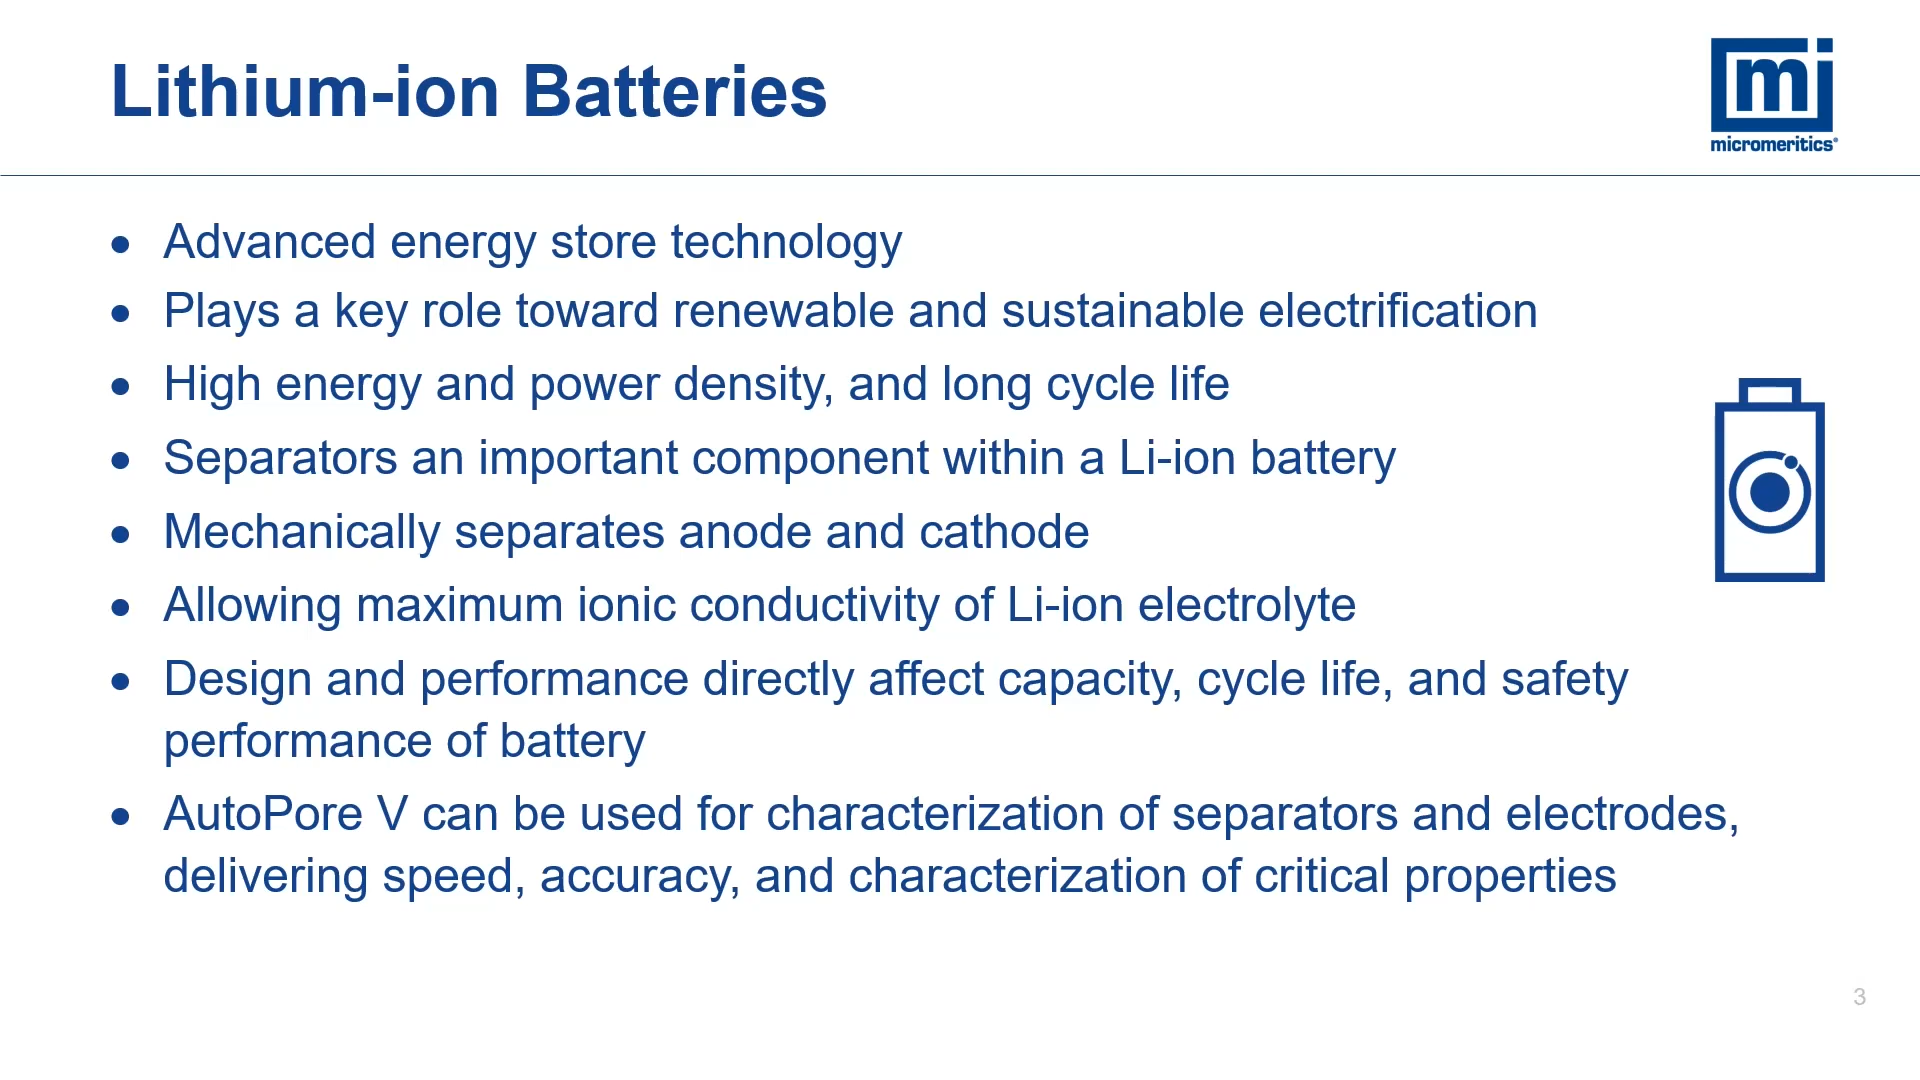 Lithium-ion Batteries
mi
micromeritics®
• Advanced energy store technology
• Plays a key role toward renewable and sustainable electrification
• High energy and power density, and long cycle life
• Separators an important component within a Li-ion battery
• Mechanically separates anode and cathode
• Allowing maximum ionic conductivity of Li-ion electrolyte
• Design and performance directly affect capacity, cycle life, and safety
performance of battery
• AutoPore V can be used for characterization of separators and electrodes,
delivering speed, accuracy, and characterization of critical properties
3